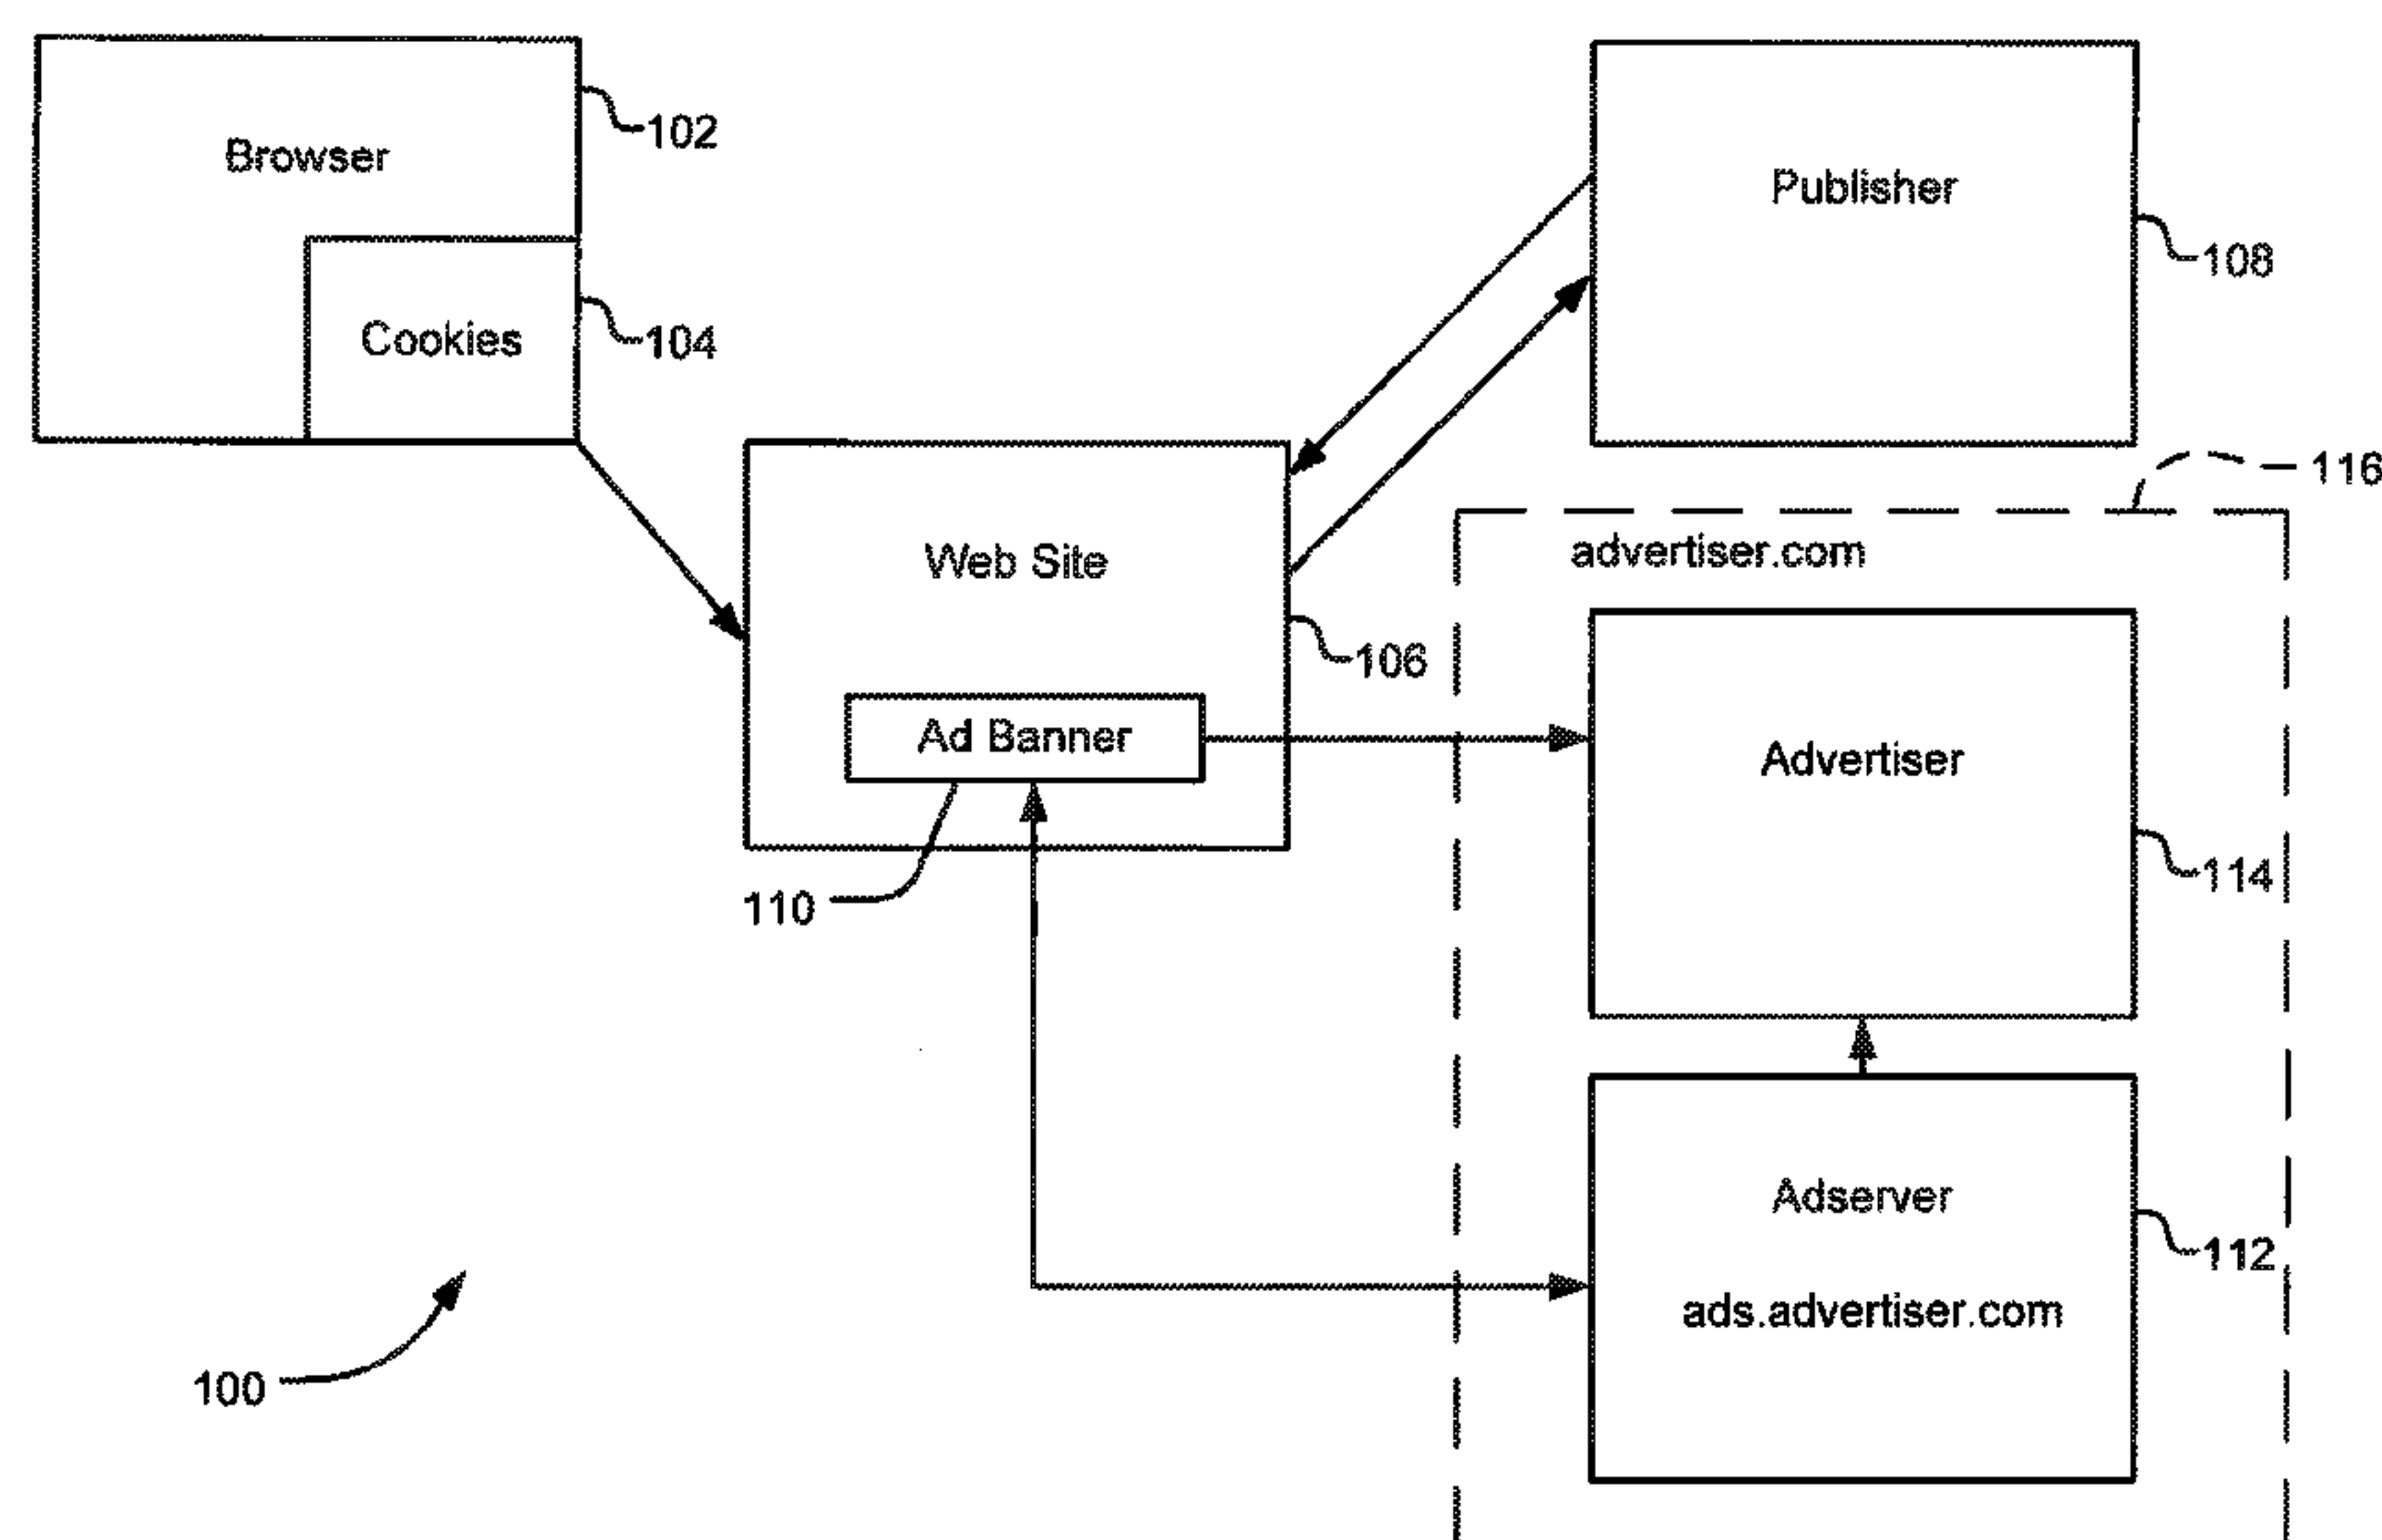 Browser
102
Cookies
104
Publisher
108
116
Web Site
106
Ad Banner
110
advertiser.com
Advertiser
114
Adserver
112
ads.advertiser.com
100